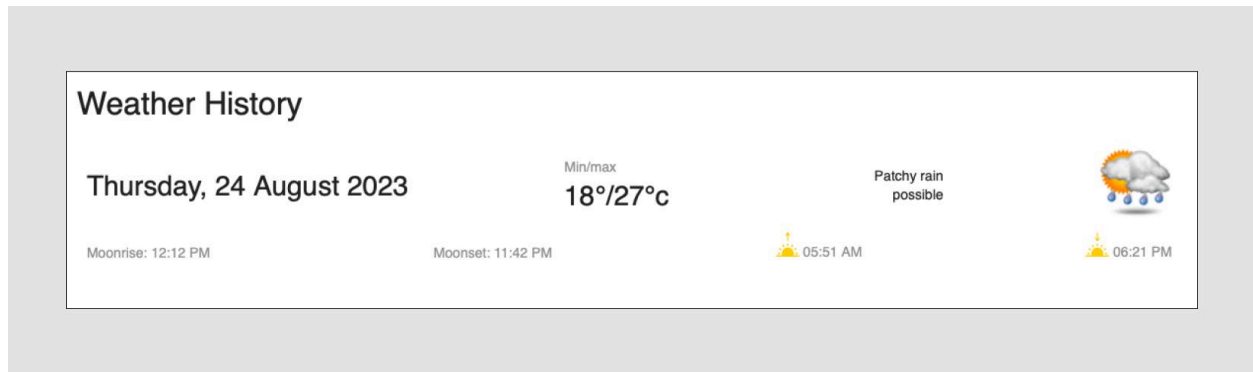 Weather History
Thursday, 24 August 2023
Min/max
18°/27°c
Patchy rain
possible
Moonrise: 12:12 PM
Moonset: 11:42 PM
05:51 AM
06:21 PM